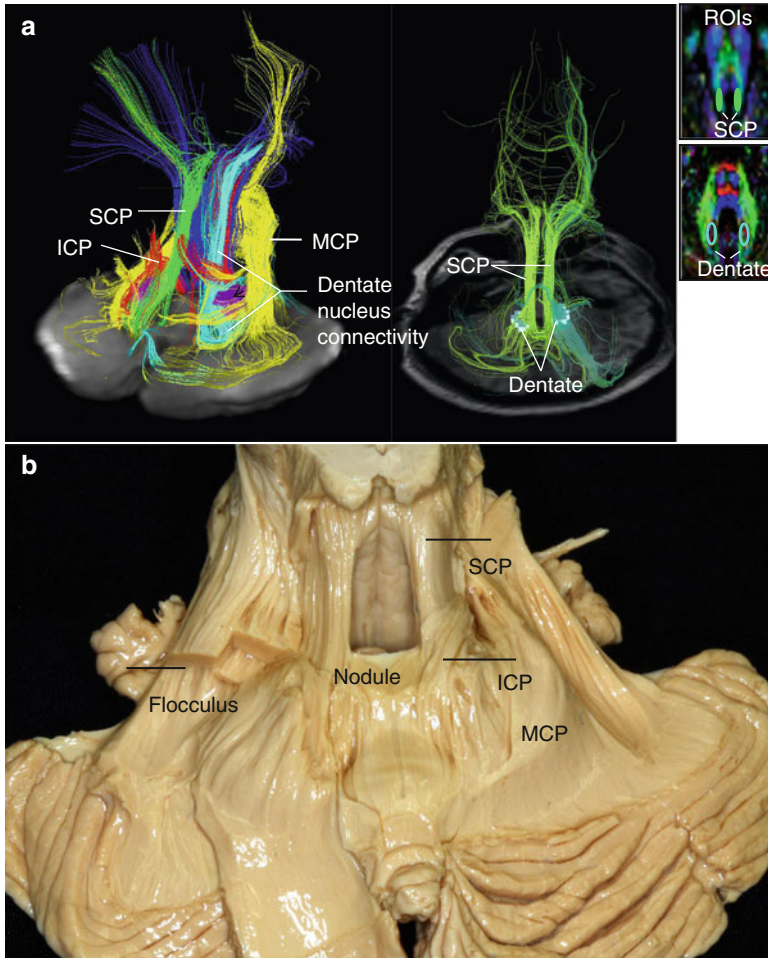 a
SCP
ICP
MCP
Dentate
nucleus
connectivity
SCP
Dentate
ROIs
SCP
Dentate
b
SCP
Nodule
ICP
Flocculus
MCP